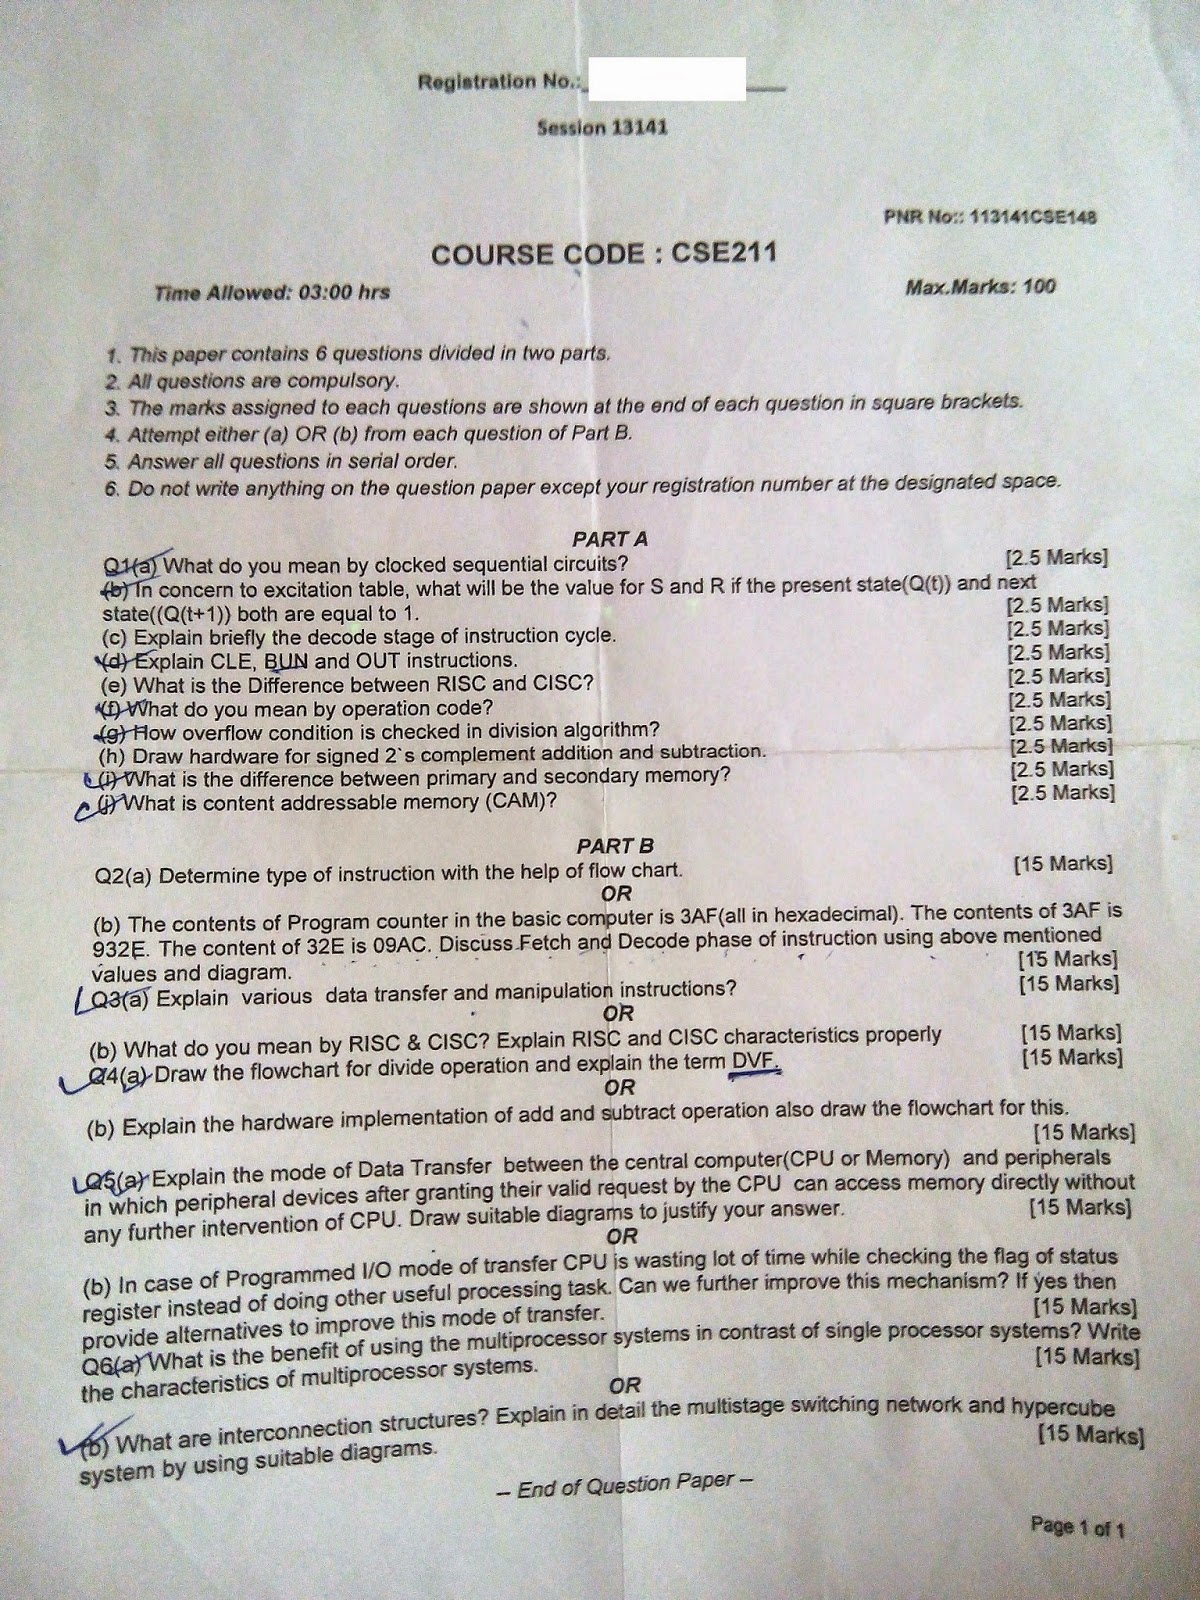 Registration No.:
Session 13141
PNR No:: 113141CSE148
COURSE CODE : CSE211
Time Allowed: 03:00 hrs
Max.Marks: 100
1. This paper contains 6 questions divided in two parts.
2. All questions are compulsory.
3. The marks assigned to each questions are shown at the end of each question in square brackets.
4. Attempt either (a) OR (b) from each question of Part B.
5. Answer all questions in serial order.
6. Do not write anything on the question paper except your registration number at the designated space.
PART A
Q1(a) What do you mean by clocked sequential circuits? [2.5 Marks]
(b) In concern to excitation table, what will be the value for S and R if the present state(Q(t)) and next
state((Q(t+1)) both are equal to 1. [2.5 Marks]
(c) Explain briefly the decode stage of instruction cycle. [2.5 Marks]
(d) Explain CLE, BUN and OUT instructions. [2.5 Marks]
(e) What is the Difference between RISC and CISC? [2.5 Marks]
(f) What do you mean by operation code? [2.5 Marks]
(g) How overflow condition is checked in division algorithm? [2.5 Marks]
(h) Draw hardware for signed 2`s complement addition and subtraction. [2.5 Marks]
(i) What is the difference between primary and secondary memory? [2.5 Marks]
(j) What is content addressable memory (CAM)? [2.5 Marks]
PART B
Q2(a) Determine type of instruction with the help of flow chart. [15 Marks]
OR
(b) The contents of Program counter in the basic computer is 3AF(all in hexadecimal). The contents of 3AF is
932E. The content of 32E is 09AC. Discuss Fetch and Decode phase of instruction using above mentioned
values and diagram. [15 Marks]
Q3(a) Explain various data transfer and manipulation instructions? [15 Marks]
OR
(b) What do you mean by RISC & CISC? Explain RISC and CISC characteristics properly [15 Marks]
Q4(a) Draw the flowchart for divide operation and explain the term DVF. [15 Marks]
OR
(b) Explain the hardware implementation of add and subtract operation also draw the flowchart for this.
[15 Marks]
Q5(a) Explain the mode of Data Transfer between the central computer(CPU or Memory) and peripherals
in which peripheral devices after granting their valid request by the CPU can access memory directly without
any further intervention of CPU. Draw suitable diagrams to justify your answer. [15 Marks]
OR
(b) In case of Programmed I/O mode of transfer CPU is wasting lot of time while checking the flag of status
register instead of doing other useful processing task. Can we further improve this mechanism? If yes then
provide alternatives to improve this mode of transfer. [15 Marks]
Q6(a) What is the benefit of using the multiprocessor systems in contrast of single processor systems? Write
the characteristics of multiprocessor systems. [15 Marks]
OR
(b) What are interconnection structures? Explain in detail the multistage switching network and hypercube
system by using suitable diagrams. [15 Marks]
-- End of Question Paper --
Page 1 of 1